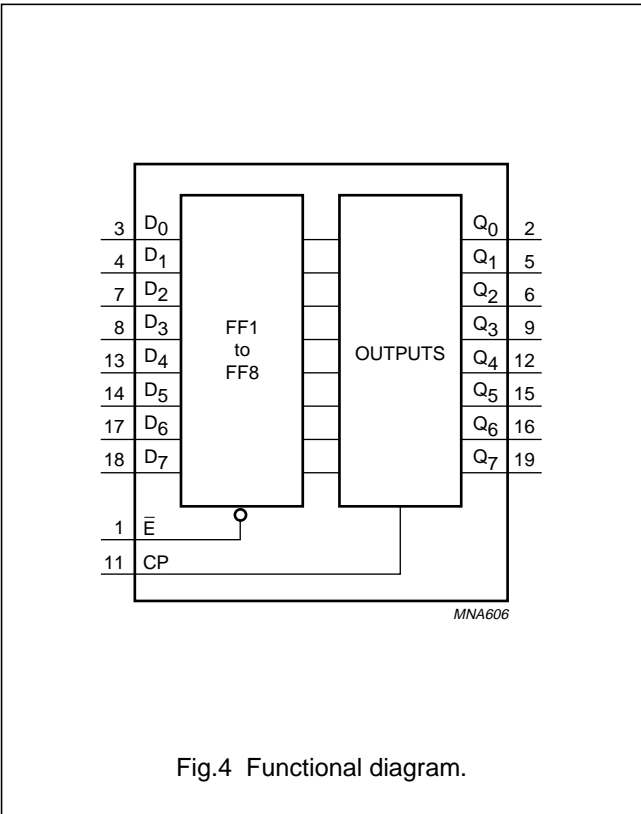 3 D0 Q0 2
4 D1 Q1 5
7 D2 Q2 6
8 D3 Q3 9
FF1
to
FF8
OUTPUTS
13 D4 Q4 12
14 D5 Q5 15
17 D6 Q6 16
18 D7 Q7 19
1 E̅
11 CP
MNA606
Fig.4 Functional diagram.